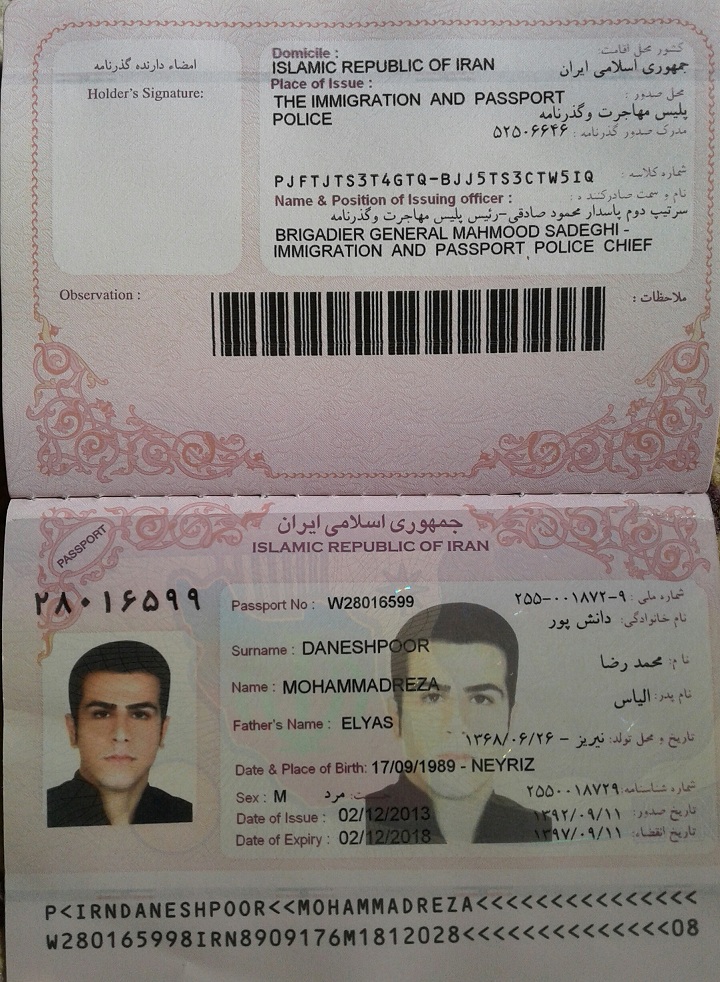 امضاء دارنده گذرنامه
Holder's Signature:
کشور محل اقامت:
Domicile :
جمهوری اسلامی ایران
ISLAMIC REPUBLIC OF IRAN
محل صدور :
Place of Issue :
THE IMMIGRATION AND PASSPORT
POLICE
پلیس مهاجرت وگذرنامه
مدرک صدور گذرنامه : ۵۲۵۰۶۶۴۶
شماره کلاسه :
PJFTJTS3T4GTQ-BJJ5TS3CTW5IQ
نام و سمت صادرکننده :
Name & Position of Issuing officer :
سرتیپ دوم پاسدار محمود صادقی-رئیس پلیس مهاجرت وگذرنامه
BRIGADIER GENERAL MAHMOOD SADEGHI -
IMMIGRATION AND PASSPORT POLICE CHIEF
Observation :
ملاحظات :
جمهوری اسلامی ایران
PASSPORT
ISLAMIC REPUBLIC OF IRAN
۲۸۰۱۶۵۹۹
Passport No : W28016599
شماره ملی : ۲۵۵-۰۰۱۸۷۲-۹
Surname : DANESHPOOR
نام خانوادگی: دانش پور
Name : MOHAMMADREZA
نام : محمد رضا
Father's Name : ELYAS
نام پدر: الیاس
تاریخ و محل تولد: نیریز - ۱۳۶۸/۰۶/۲۶
Date & Place of Birth: 17/09/1989 - NEYRIZ
Sex : M
جنسیت: مرد
شماره شناسنامه: ۲۵۵۰۰۱۸۷۲۹
Date of Issue : 02/12/2013
تاریخ صدور: ۱۳۹۲/۰۹/۱۱
Date of Expiry : 02/12/2018
تاریخ انقضاء: ۱۳۹۷/۰۹/۱۱
P<IRNDANESHPOOR<<MOHAMMADREZA<<<<<<<<<<<<<<<
W280165998IRN8909176M1812028<<<<<<<<<<<<<<08